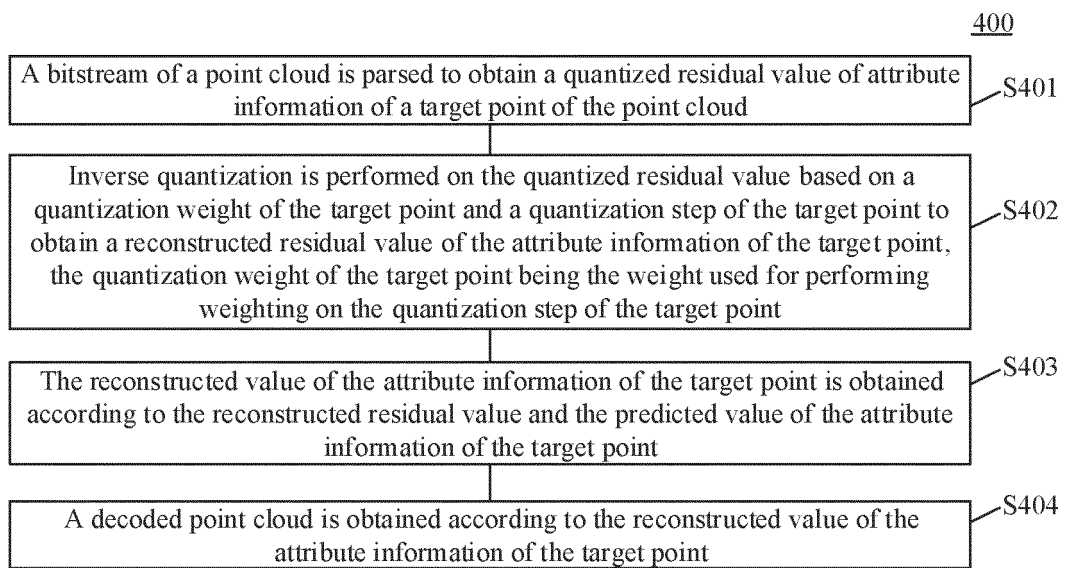 400
A bitstream of a point cloud is parsed to obtain a quantized residual value of attribute
information of a target point of the point cloud
S401
Inverse quantization is performed on the quantized residual value based on a
quantization weight of the target point and a quantization step of the target point to
obtain a reconstructed residual value of the attribute information of the target point,
the quantization weight of the target point being the weight used for performing
weighting on the quantization step of the target point
S402
The reconstructed value of the attribute information of the target point is obtained
according to the reconstructed residual value and the predicted value of the attribute
information of the target point
S403
A decoded point cloud is obtained according to the reconstructed value of the
attribute information of the target point
S404